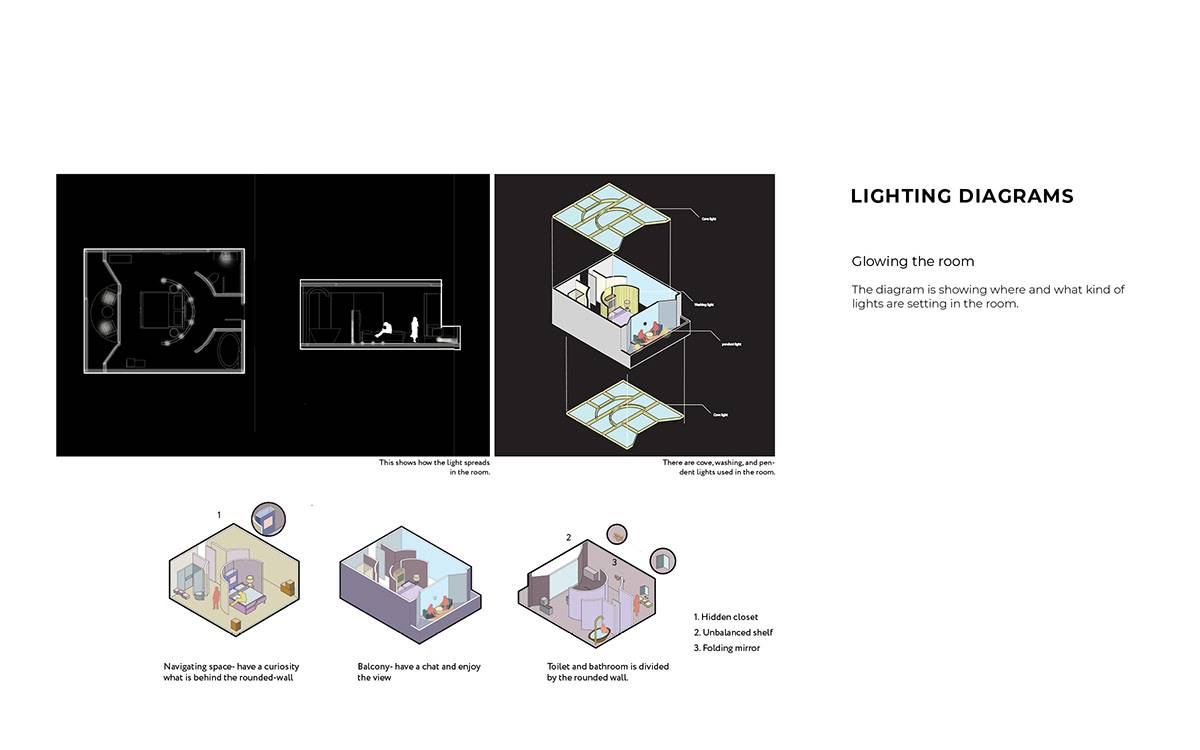 LIGHTING DIAGRAMS
Glowing the room
The diagram is showing where and what kind of
lights are setting in the room.
Cove light
Washing light
pendent light
Cove light
This shows how the light spreads
in the room.
There are cove, washing, and pen-
dent lights used in the room.
1
2
3
1. Hidden closet
2. Unbalanced shelf
3. Folding mirror
Navigating space- have a curiosity
what is behind the rounded-wall
Balcony- have a chat and enjoy
the view
Toilet and bathroom is divided
by the rounded wall.